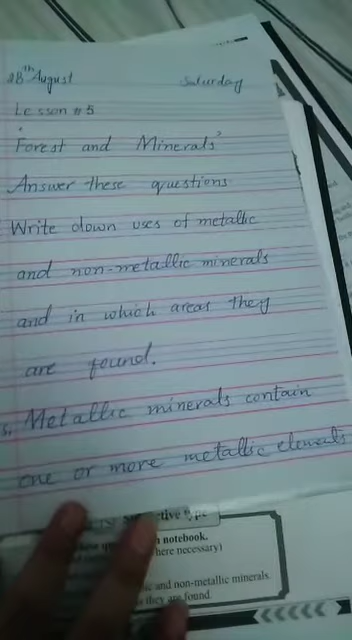 28th August Saturday
Lesson # 5
"Forest and Minerals"
Answer these questions
Write down uses of metallic
and non-metallic minerals
and in which areas they
are found.
Metallic minerals contain
one or more metallic elements
ctive type
notebook.
here necessary)
and non-metallic minerals
they are found.